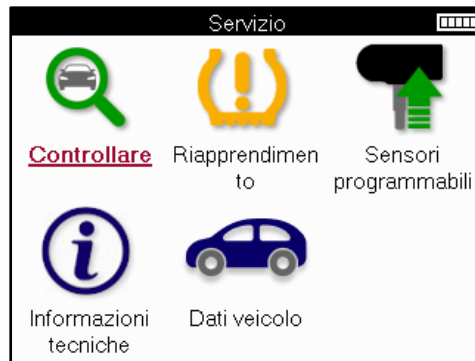 Servizio
Controllare
Riapprendimen
to
Sensori
programmabili
Informazioni
tecniche
Dati veicolo